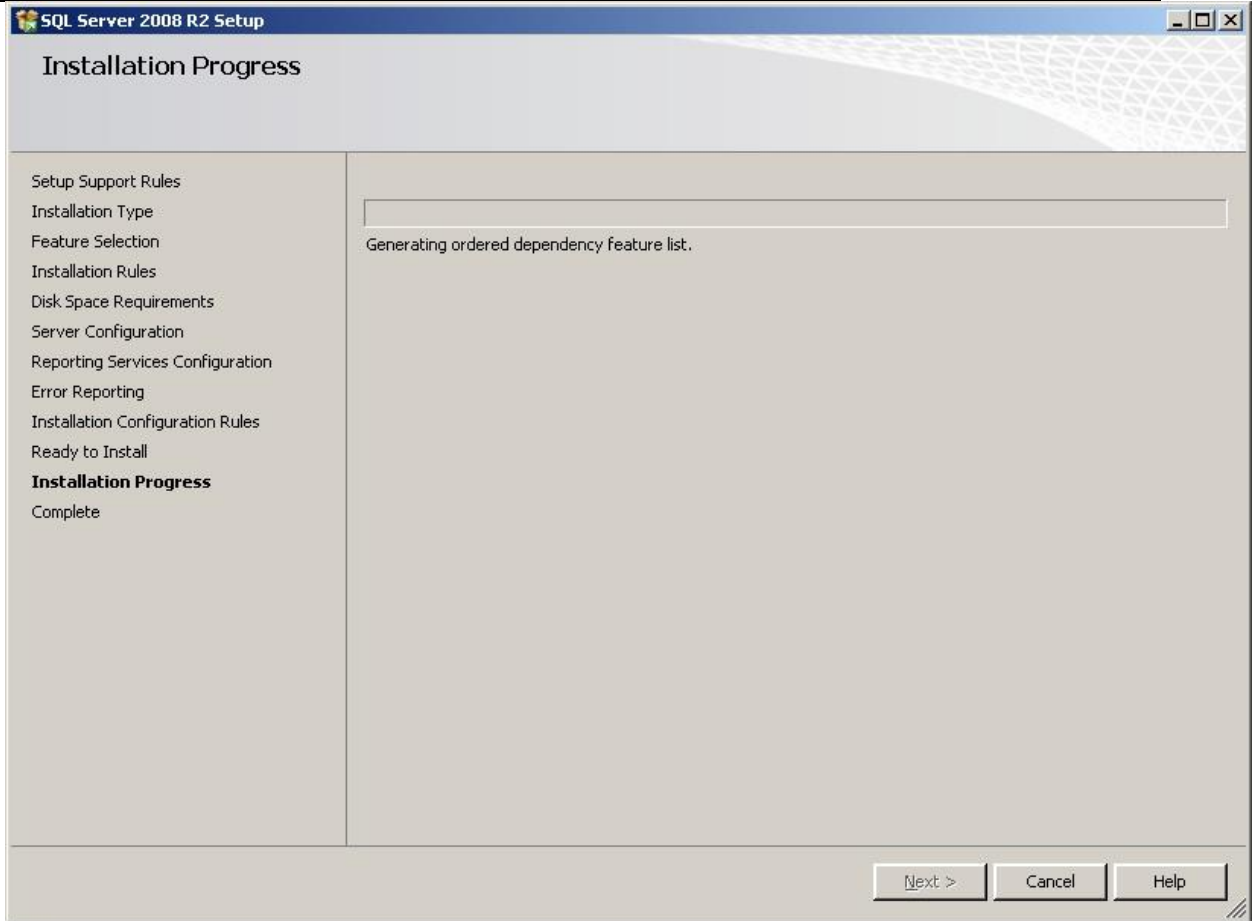 SQL Server 2008 R2 Setup
Installation Progress
Setup Support Rules
Installation Type
Feature Selection
Installation Rules
Disk Space Requirements
Server Configuration
Reporting Services Configuration
Error Reporting
Installation Configuration Rules
Ready to Install
Installation Progress
Complete
Generating ordered dependency feature list.
Next >
Cancel
Help